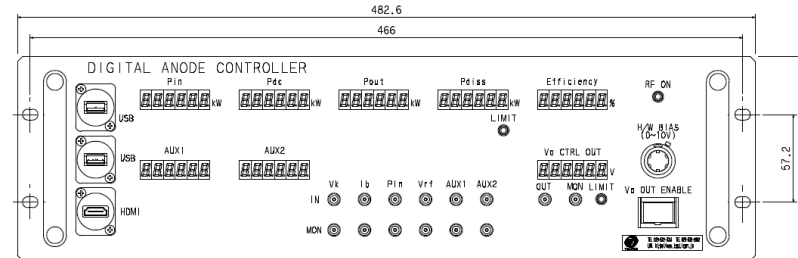 482.6
466
DIGITAL ANODE CONTROLLER
Pin
Pdc
Pout
Pdiss
Efficiency
RF ON
kW
kW
kW
kW
%
USB
LIMIT
H/W BIAS
(0~10V)
57.2
USB
AUX1
AUX2
Va CTRL OUT
V
Vk Ib Pin Vrf AUX1 AUX2
OUT MON LIMIT
Va OUT ENABLE
IN
HDMI
MON